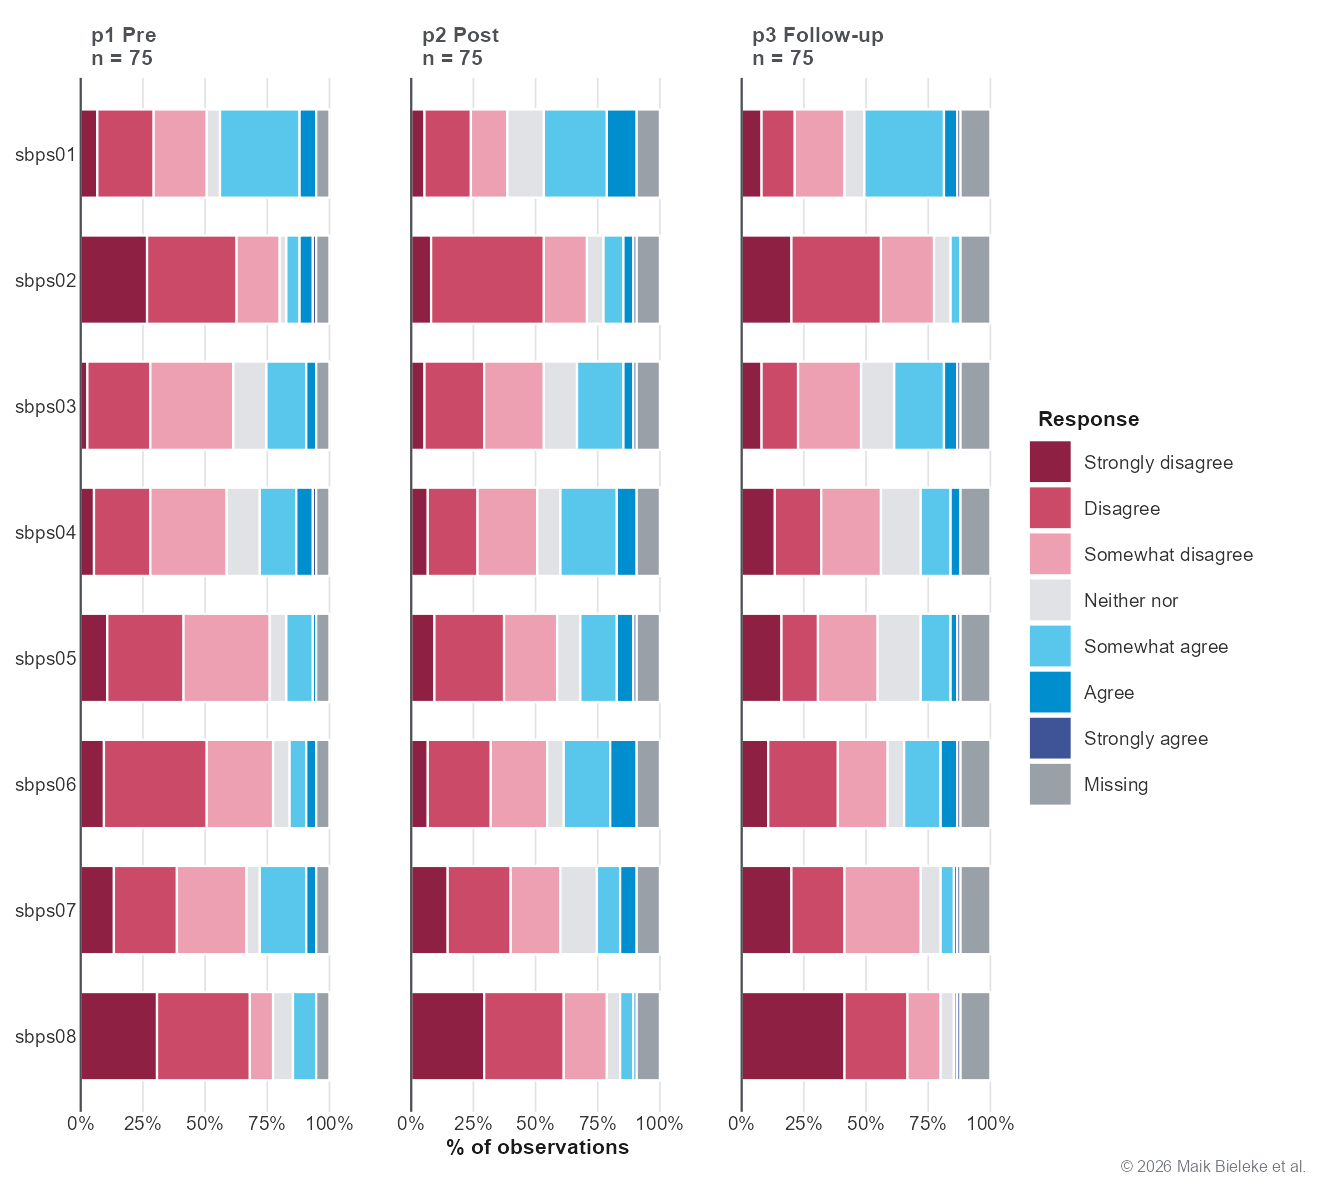 p1 Pre
n = 75
p2 Post
n = 75
p3 Follow-up
n = 75
sbps01
sbps02
sbps03
sbps04
sbps05
sbps06
sbps07
sbps08
0% 25% 50% 75% 100%
0% 25% 50% 75% 100%
0% 25% 50% 75% 100%
% of observations
Response
Strongly disagree
Disagree
Somewhat disagree
Neither nor
Somewhat agree
Agree
Strongly agree
Missing
© 2026 Maik Bieleke et al.